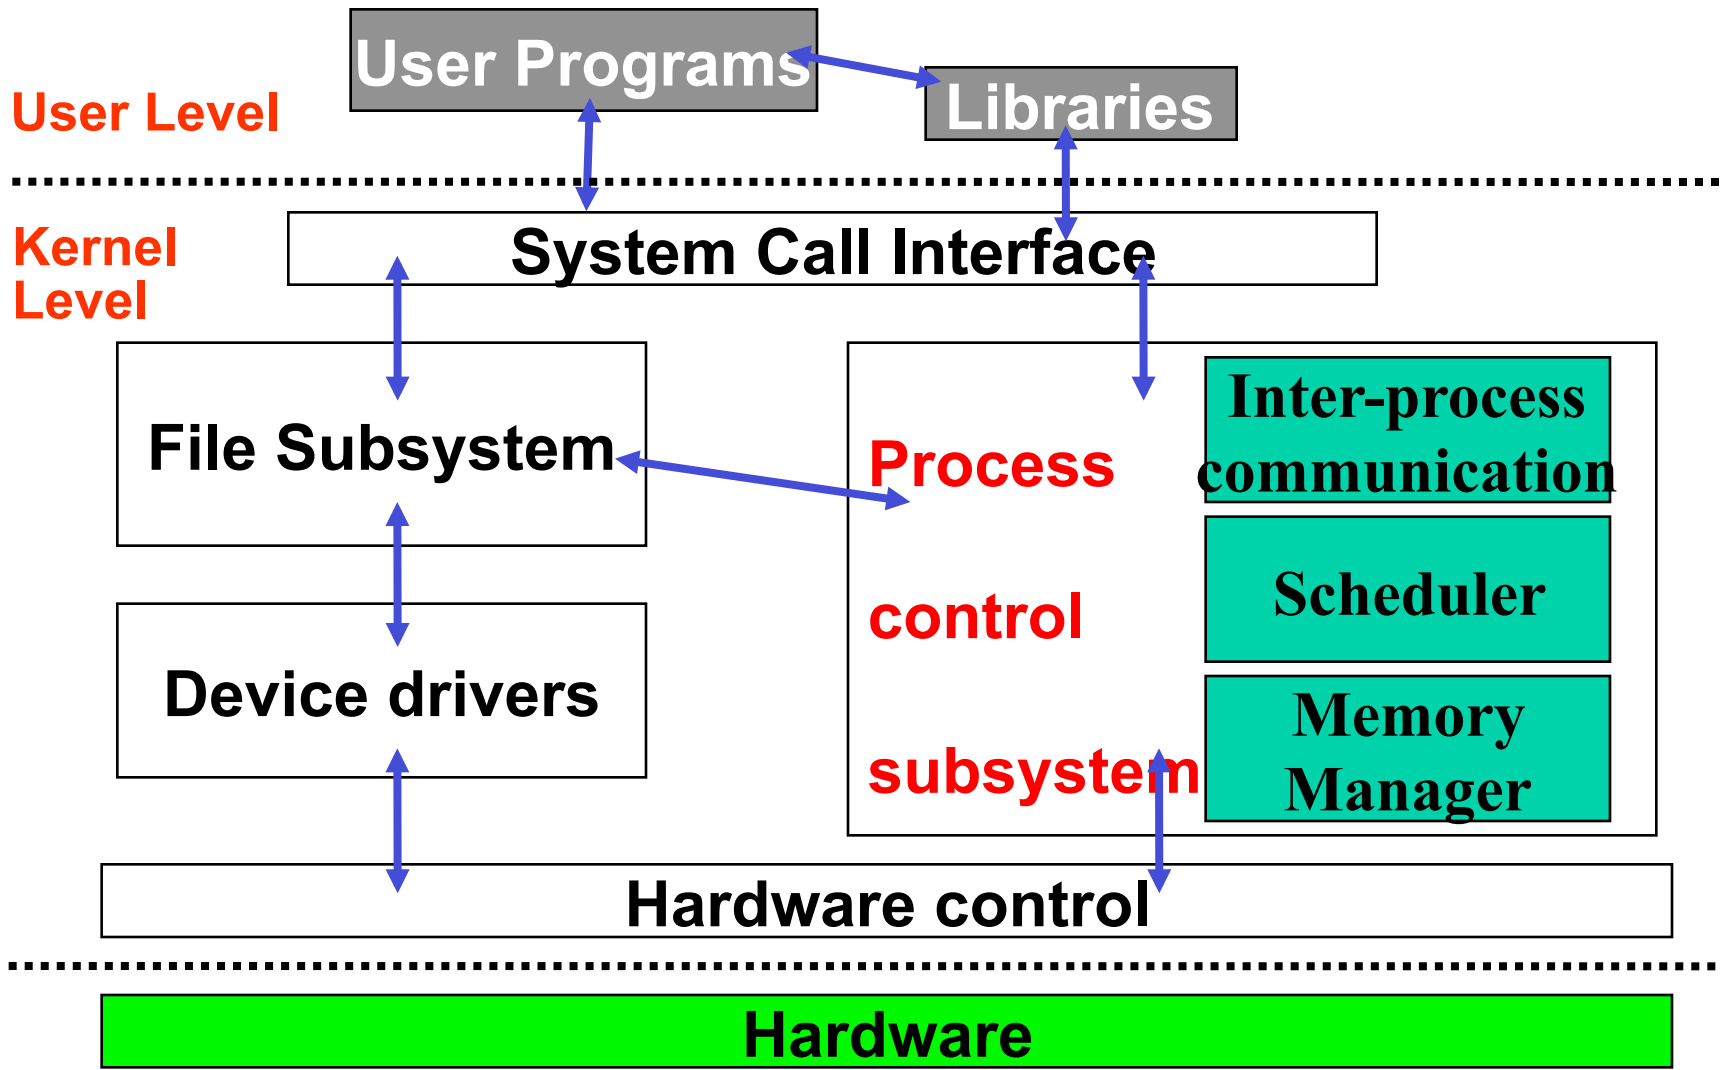 User Programs
Libraries
User Level
Kernel
Level
System Call Interface
File Subsystem
Process
control
subsystem
Inter-process
communication
Scheduler
Memory
Manager
Device drivers
Hardware control
Hardware